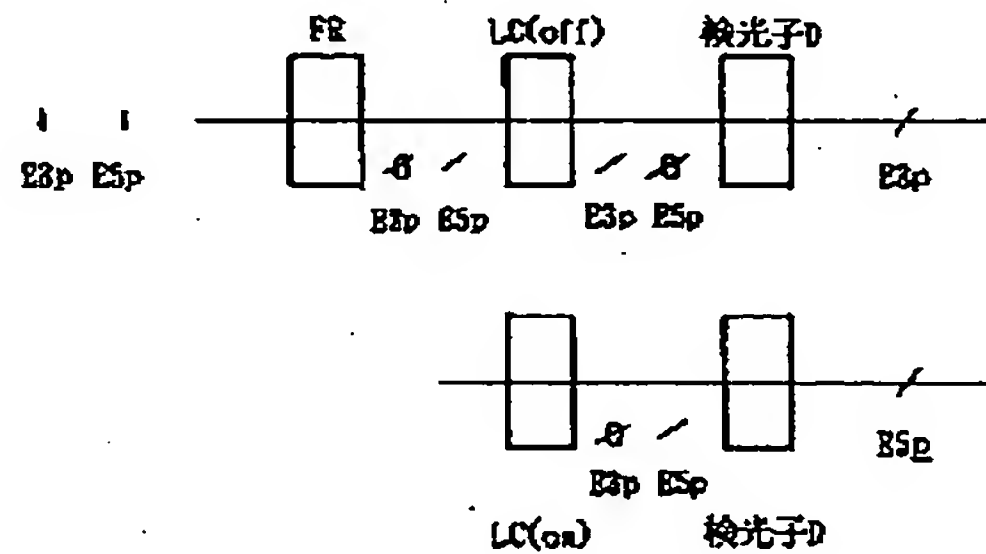 FR LC(off) 検光子D
E3p E5p
E3p E5p
E3p E5p
E3p
E3p E5p
E5p
LC(on) 検光子D